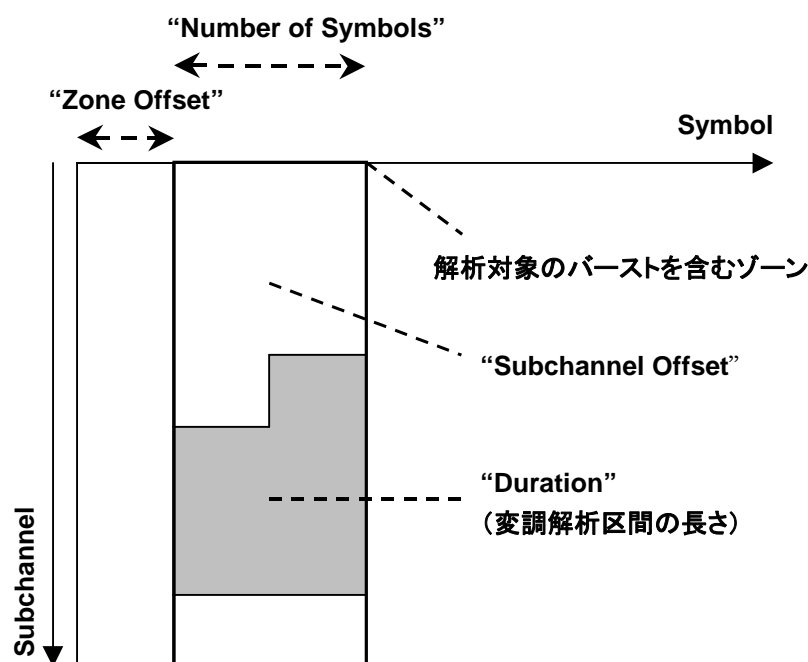 “Number of Symbols”
“Zone Offset”
Symbol
解析対象のバーストを含むゾーン
“Subchannel Offset”
“Duration”
（変調解析区間の長さ）
Subchannel